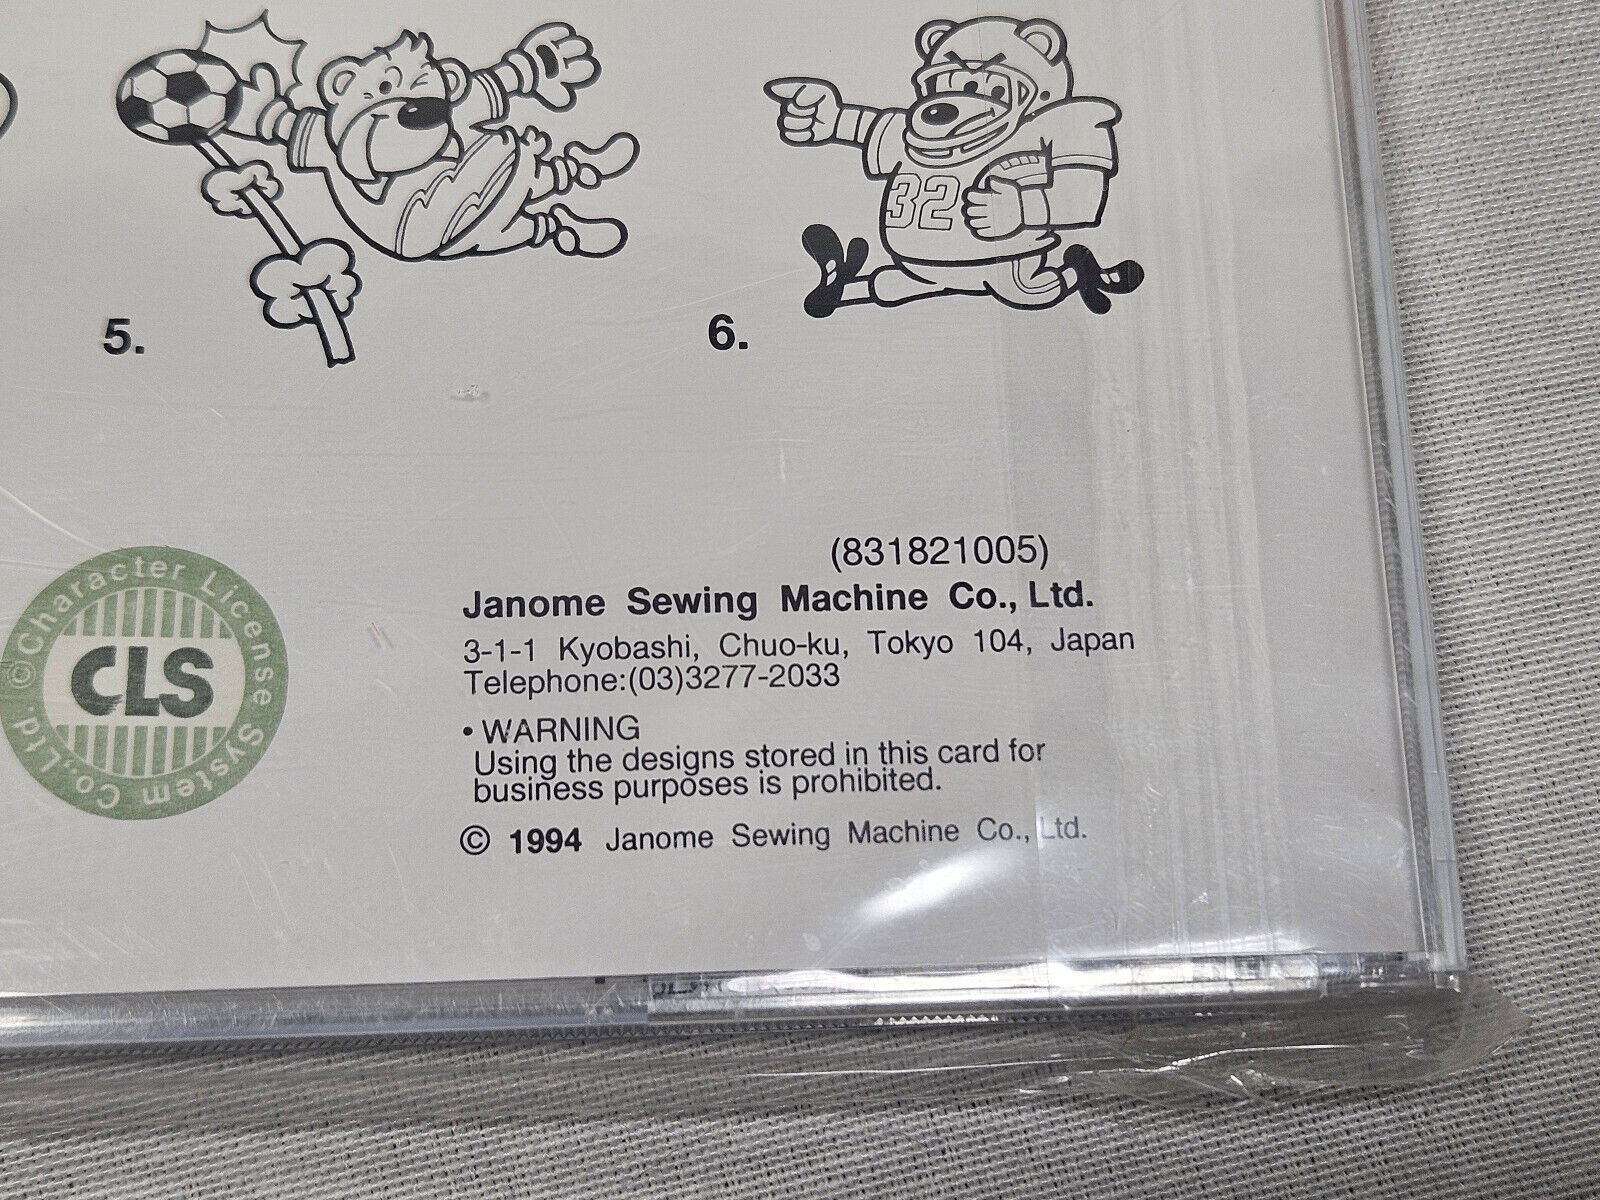 32
5.
6.
(831821005)
Janome Sewing Machine Co., Ltd.
3-1-1 Kyobashi, Chuo-ku, Tokyo 104, Japan
Telephone:(03)3277-2033
• WARNING
Using the designs stored in this card for
business purposes is prohibited.
© 1994 Janome Sewing Machine Co., Ltd.
©Character License System Co., Ltd.
CLS